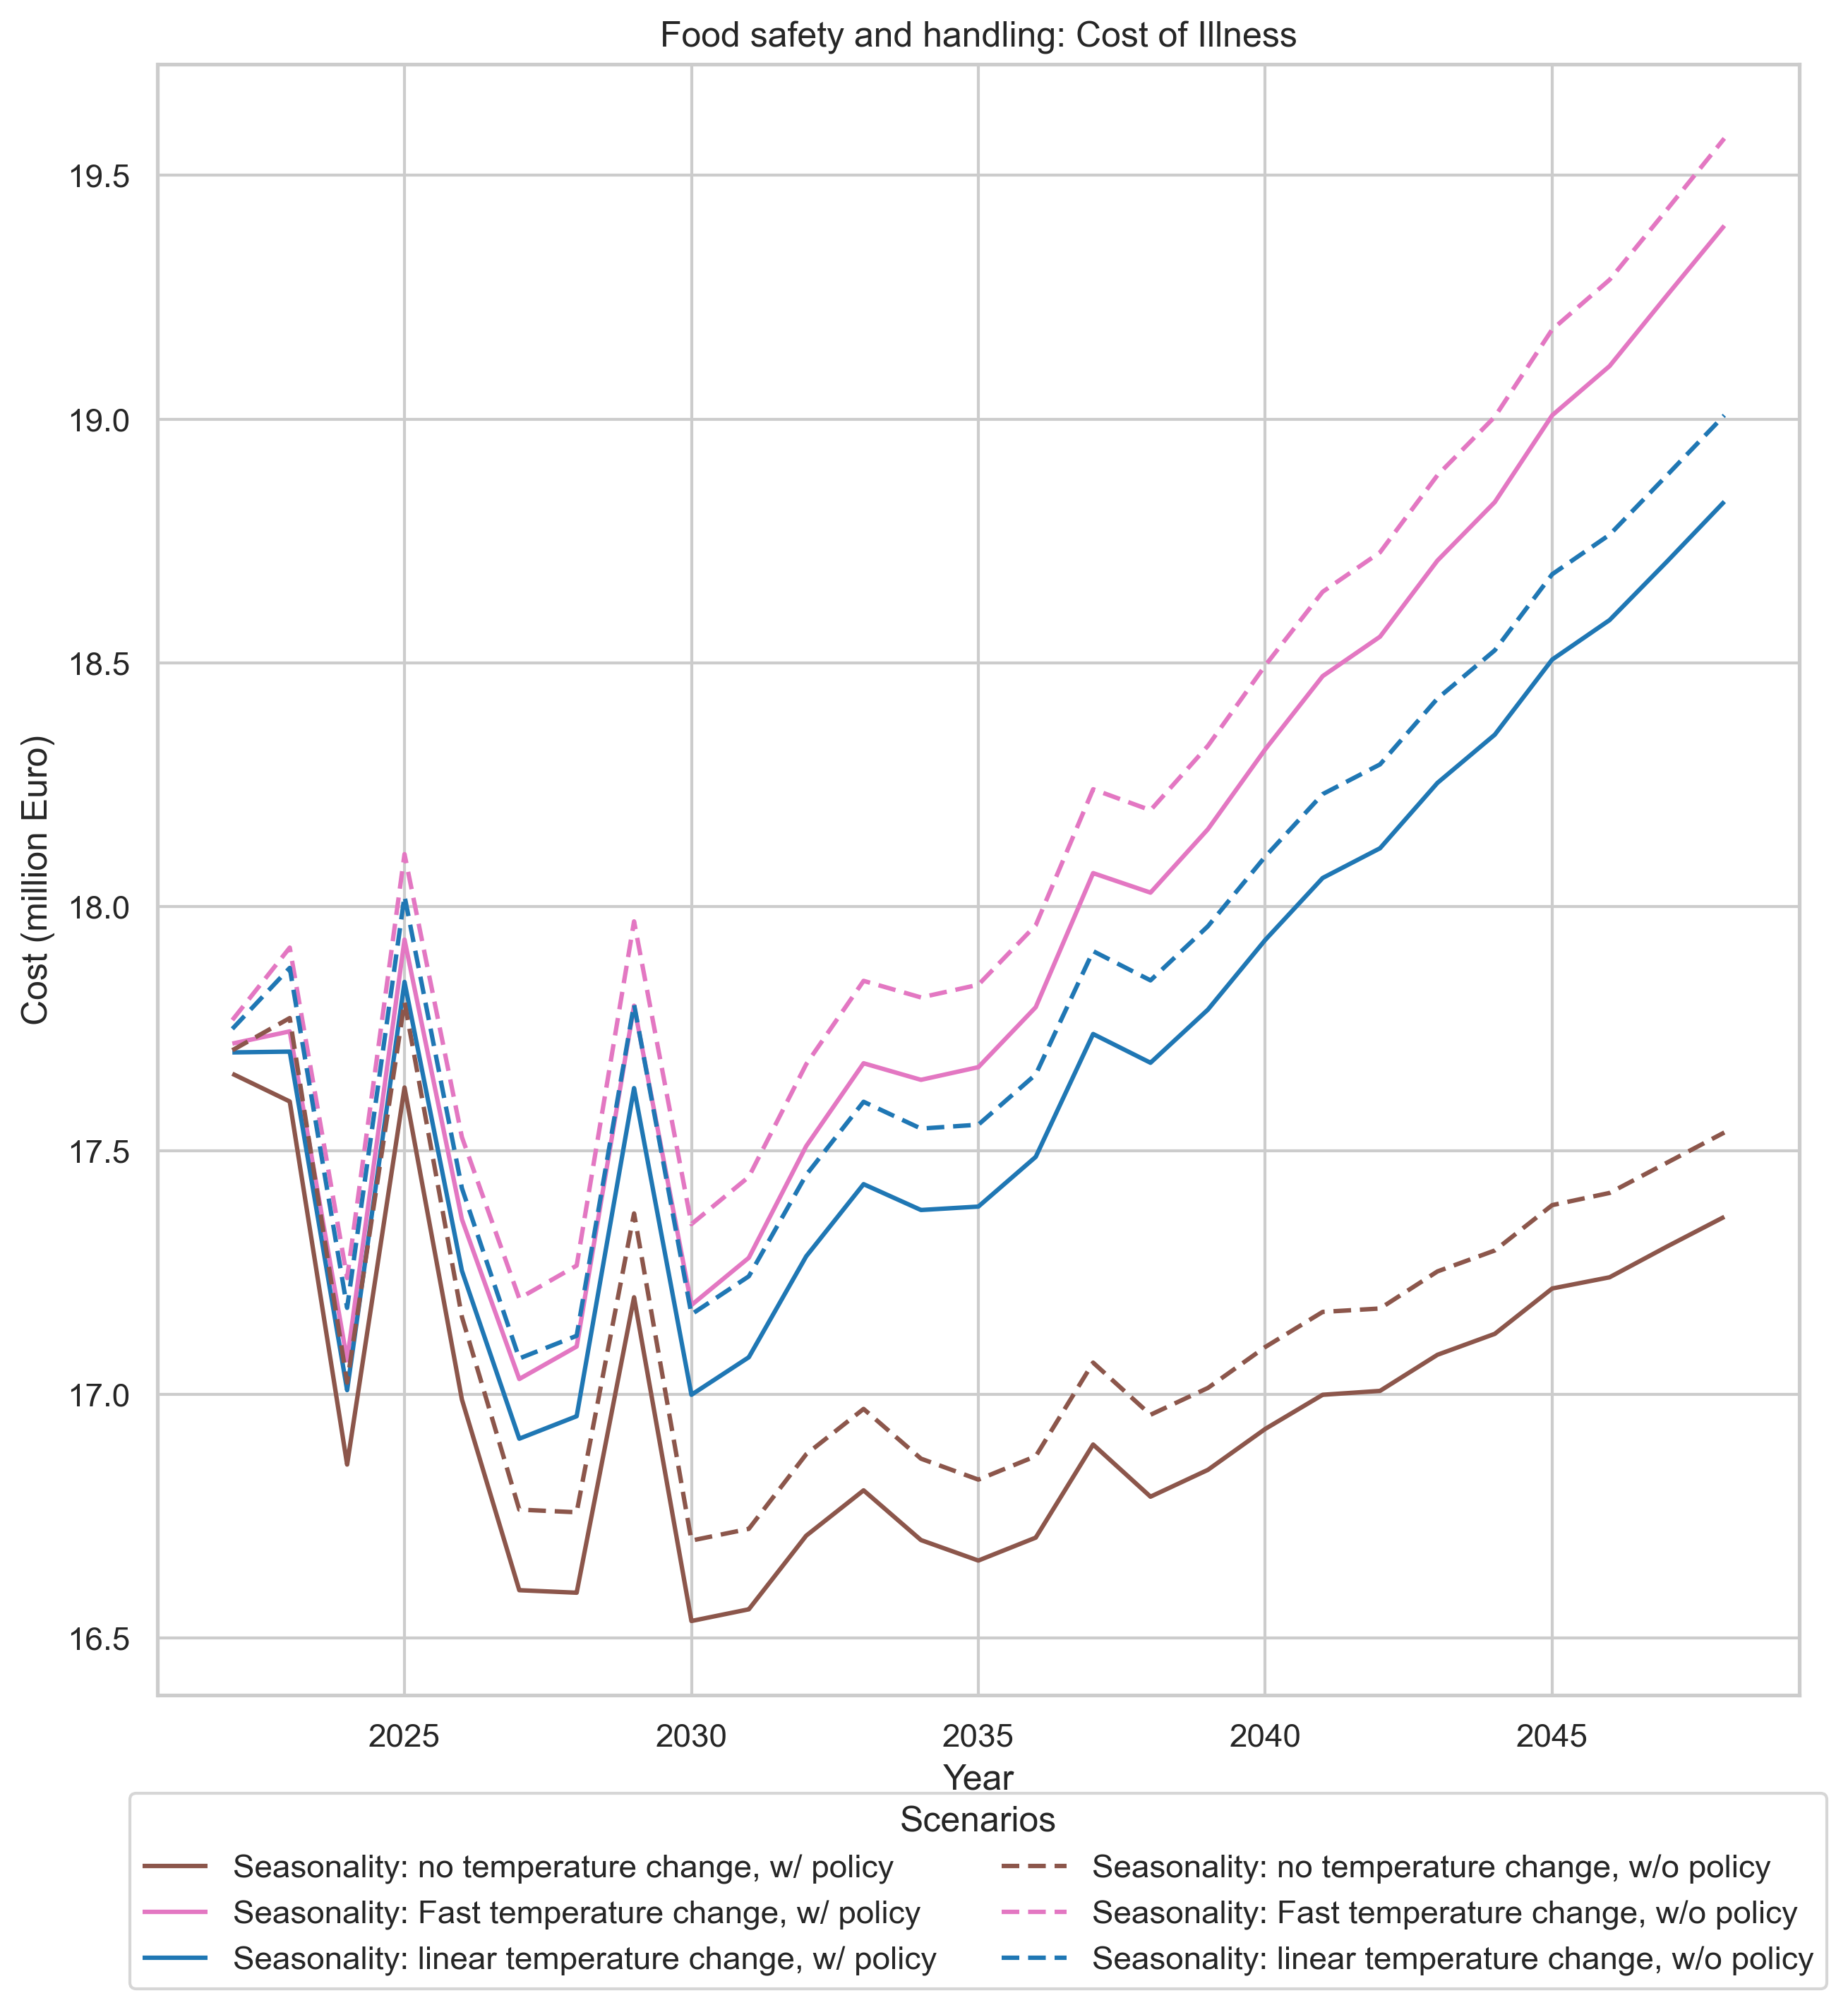 Food safety and handling: Cost of Illness
Cost (million Euro)
19.5
19.0
18.5
18.0
17.5
17.0
16.5
2025 2030 2035 2040 2045
Year
Scenarios
Seasonality: no temperature change, w/ policy
Seasonality: Fast temperature change, w/ policy
Seasonality: linear temperature change, w/ policy
Seasonality: no temperature change, w/o policy
Seasonality: Fast temperature change, w/o policy
Seasonality: linear temperature change, w/o policy